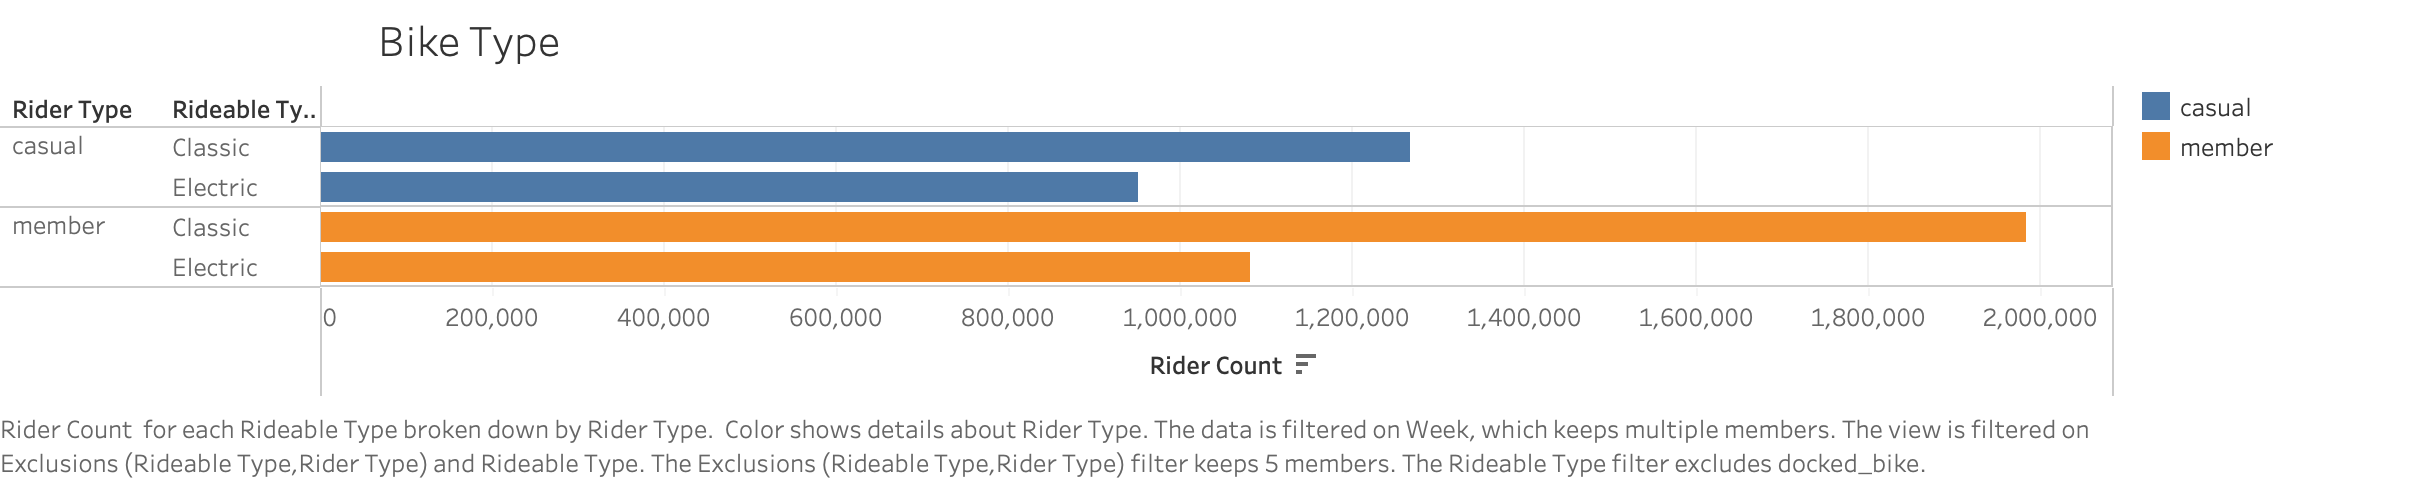 Bike Type
Rider Type Rideable Ty..
casual Classic
Electric
member Classic
Electric
casual
member
0 200,000 400,000 600,000 800,000 1,000,000 1,200,000 1,400,000 1,600,000 1,800,000 2,000,000
Rider Count
Rider Count  for each Rideable Type broken down by Rider Type.  Color shows details about Rider Type. The data is filtered on Week, which keeps multiple members. The view is filtered on
Exclusions (Rideable Type,Rider Type) and Rideable Type. The Exclusions (Rideable Type,Rider Type) filter keeps 5 members. The Rideable Type filter excludes docked_bike.